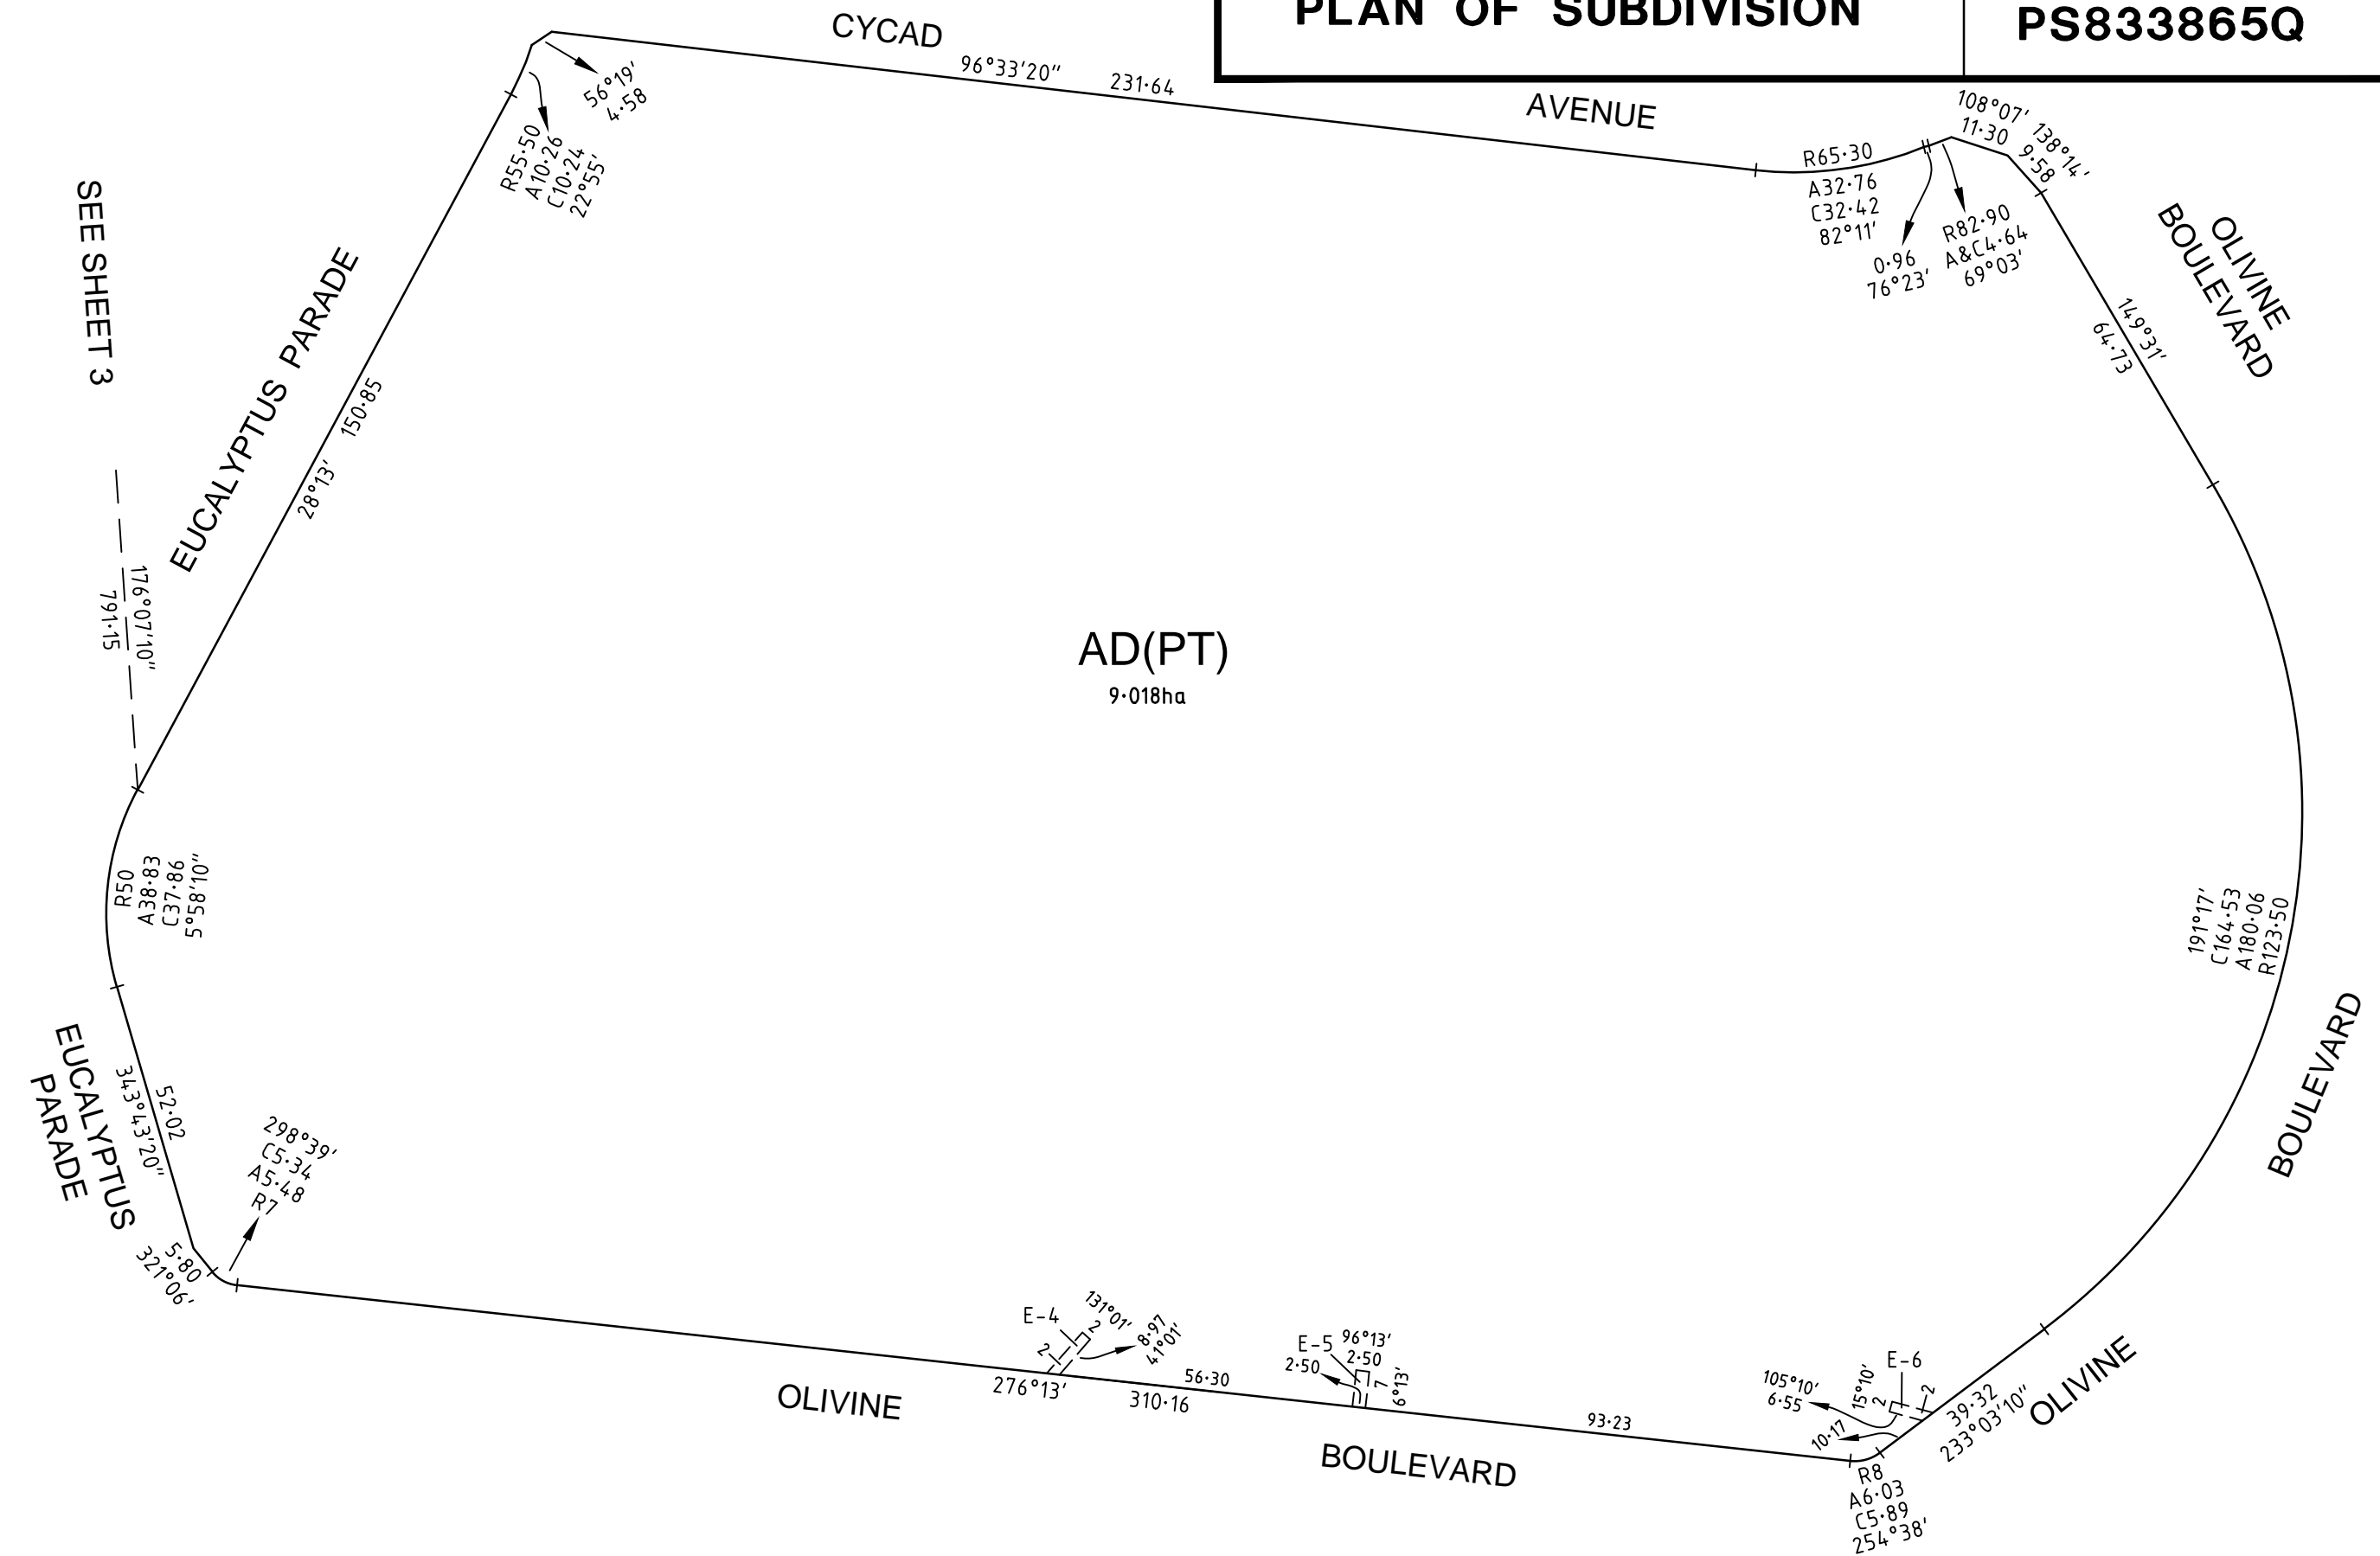 PLAN OF SUBDIVISION
PS833865Q
CYCAD
96°33'20" 231·64
AVENUE
56°19'
4·58
R55·50
A10·26
C10·24
22°55'
R65·30
A32·76
C32·42
82°11'
0·96
76°23'
R82·90
A&C4·64
69°03'
108°07'
11·30
138°14'
9·58
OLIVINE
BOULEVARD
149°31'
64·73
SEE SHEET 3
EUCALYPTUS PARADE
28°13' 150·85
176°07'10"
791·15
AD(PT)
9·018ha
R50
A38·83
C37·86
5°58'10"
191°17'
C164·53
A180·06
R123·50
BOULEVARD
EUCALYPTUS
PARADE
52·02
343°43'20"
298°39'
C5·34
A5·48
R7
5·80
321°06'
E-4
131°01'
2
2
8·97
41°01'
E-5
96°13'
2·50
2·50
7
6°13'
56·30
276°13'
310·16
OLIVINE
BOULEVARD
93·23
E-6
105°10'
6·55
15°10'
2
2
10·17
39·32
233°03'10"
OLIVINE
R8
A6·03
C5·89
254°38'